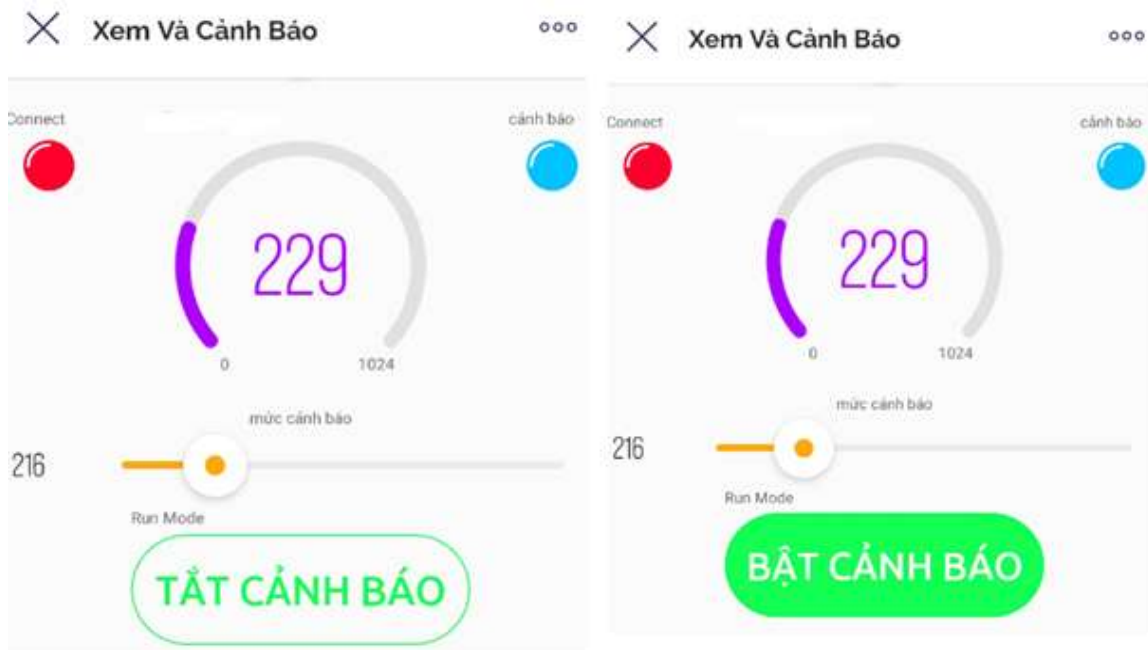 Xem Và Cảnh Báo
Connect
cảnh báo
229
0
1024
mức cảnh báo
216
Run Mode
TẮT CẢNH BÁO
Xem Và Cảnh Báo
Connect
cảnh báo
229
0
1024
mức cảnh báo
216
Run Mode
BẬT CẢNH BÁO